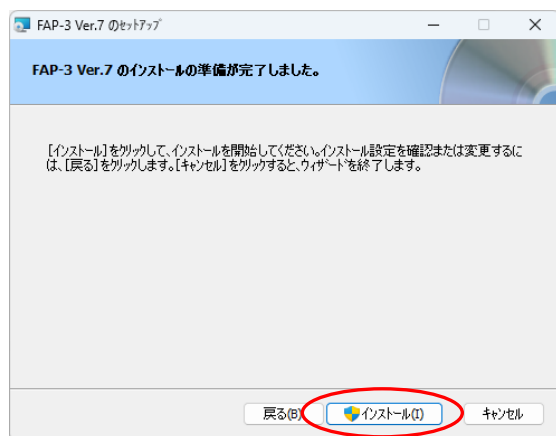 FAP-3 Ver.7 のｾｯﾄｱｯﾌﾟ
FAP-3 Ver.7 のインストールの準備が完了しました。
[インストール] をクリックして、インストールを開始してください。インストール設定を確認または変更するに
は、[戻る] をクリックします。[キャンセル] をクリックすると、ウィザードを終了します。
戻る(B)
インストール(I)
キャンセル